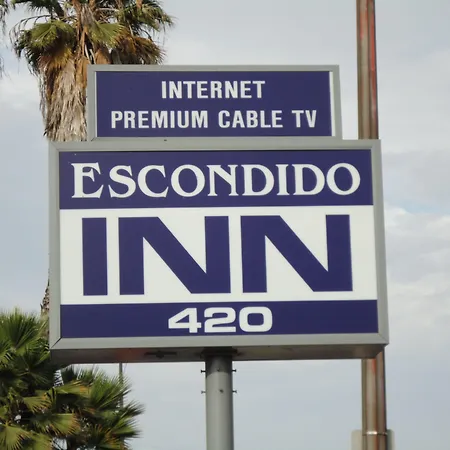 INTERNET
PREMIUM CABLE TV
ESCONDIDO
INN
420